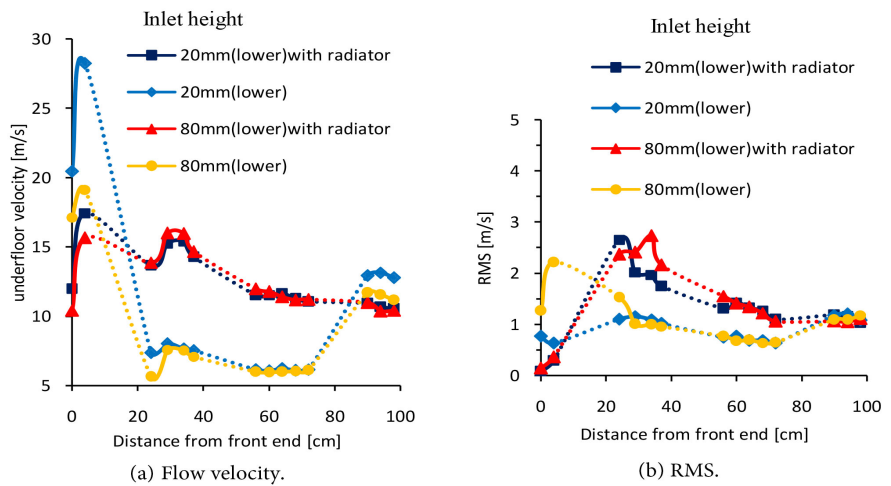 Inlet height
20mm(lower)with radiator
20mm(lower)
80mm(lower)with radiator
80mm(lower)
underfloor velocity [m/s]
30
25
20
15
10
5
0 20 40 60 80 100
Distance from front end [cm]
(a) Flow velocity.
Inlet height
20mm(lower)with radiator
20mm(lower)
80mm(lower)with radiator
80mm(lower)
RMS [m/s]
5
4
3
2
1
0
0 20 40 60 80 100
Distance from front end [cm]
(b) RMS.